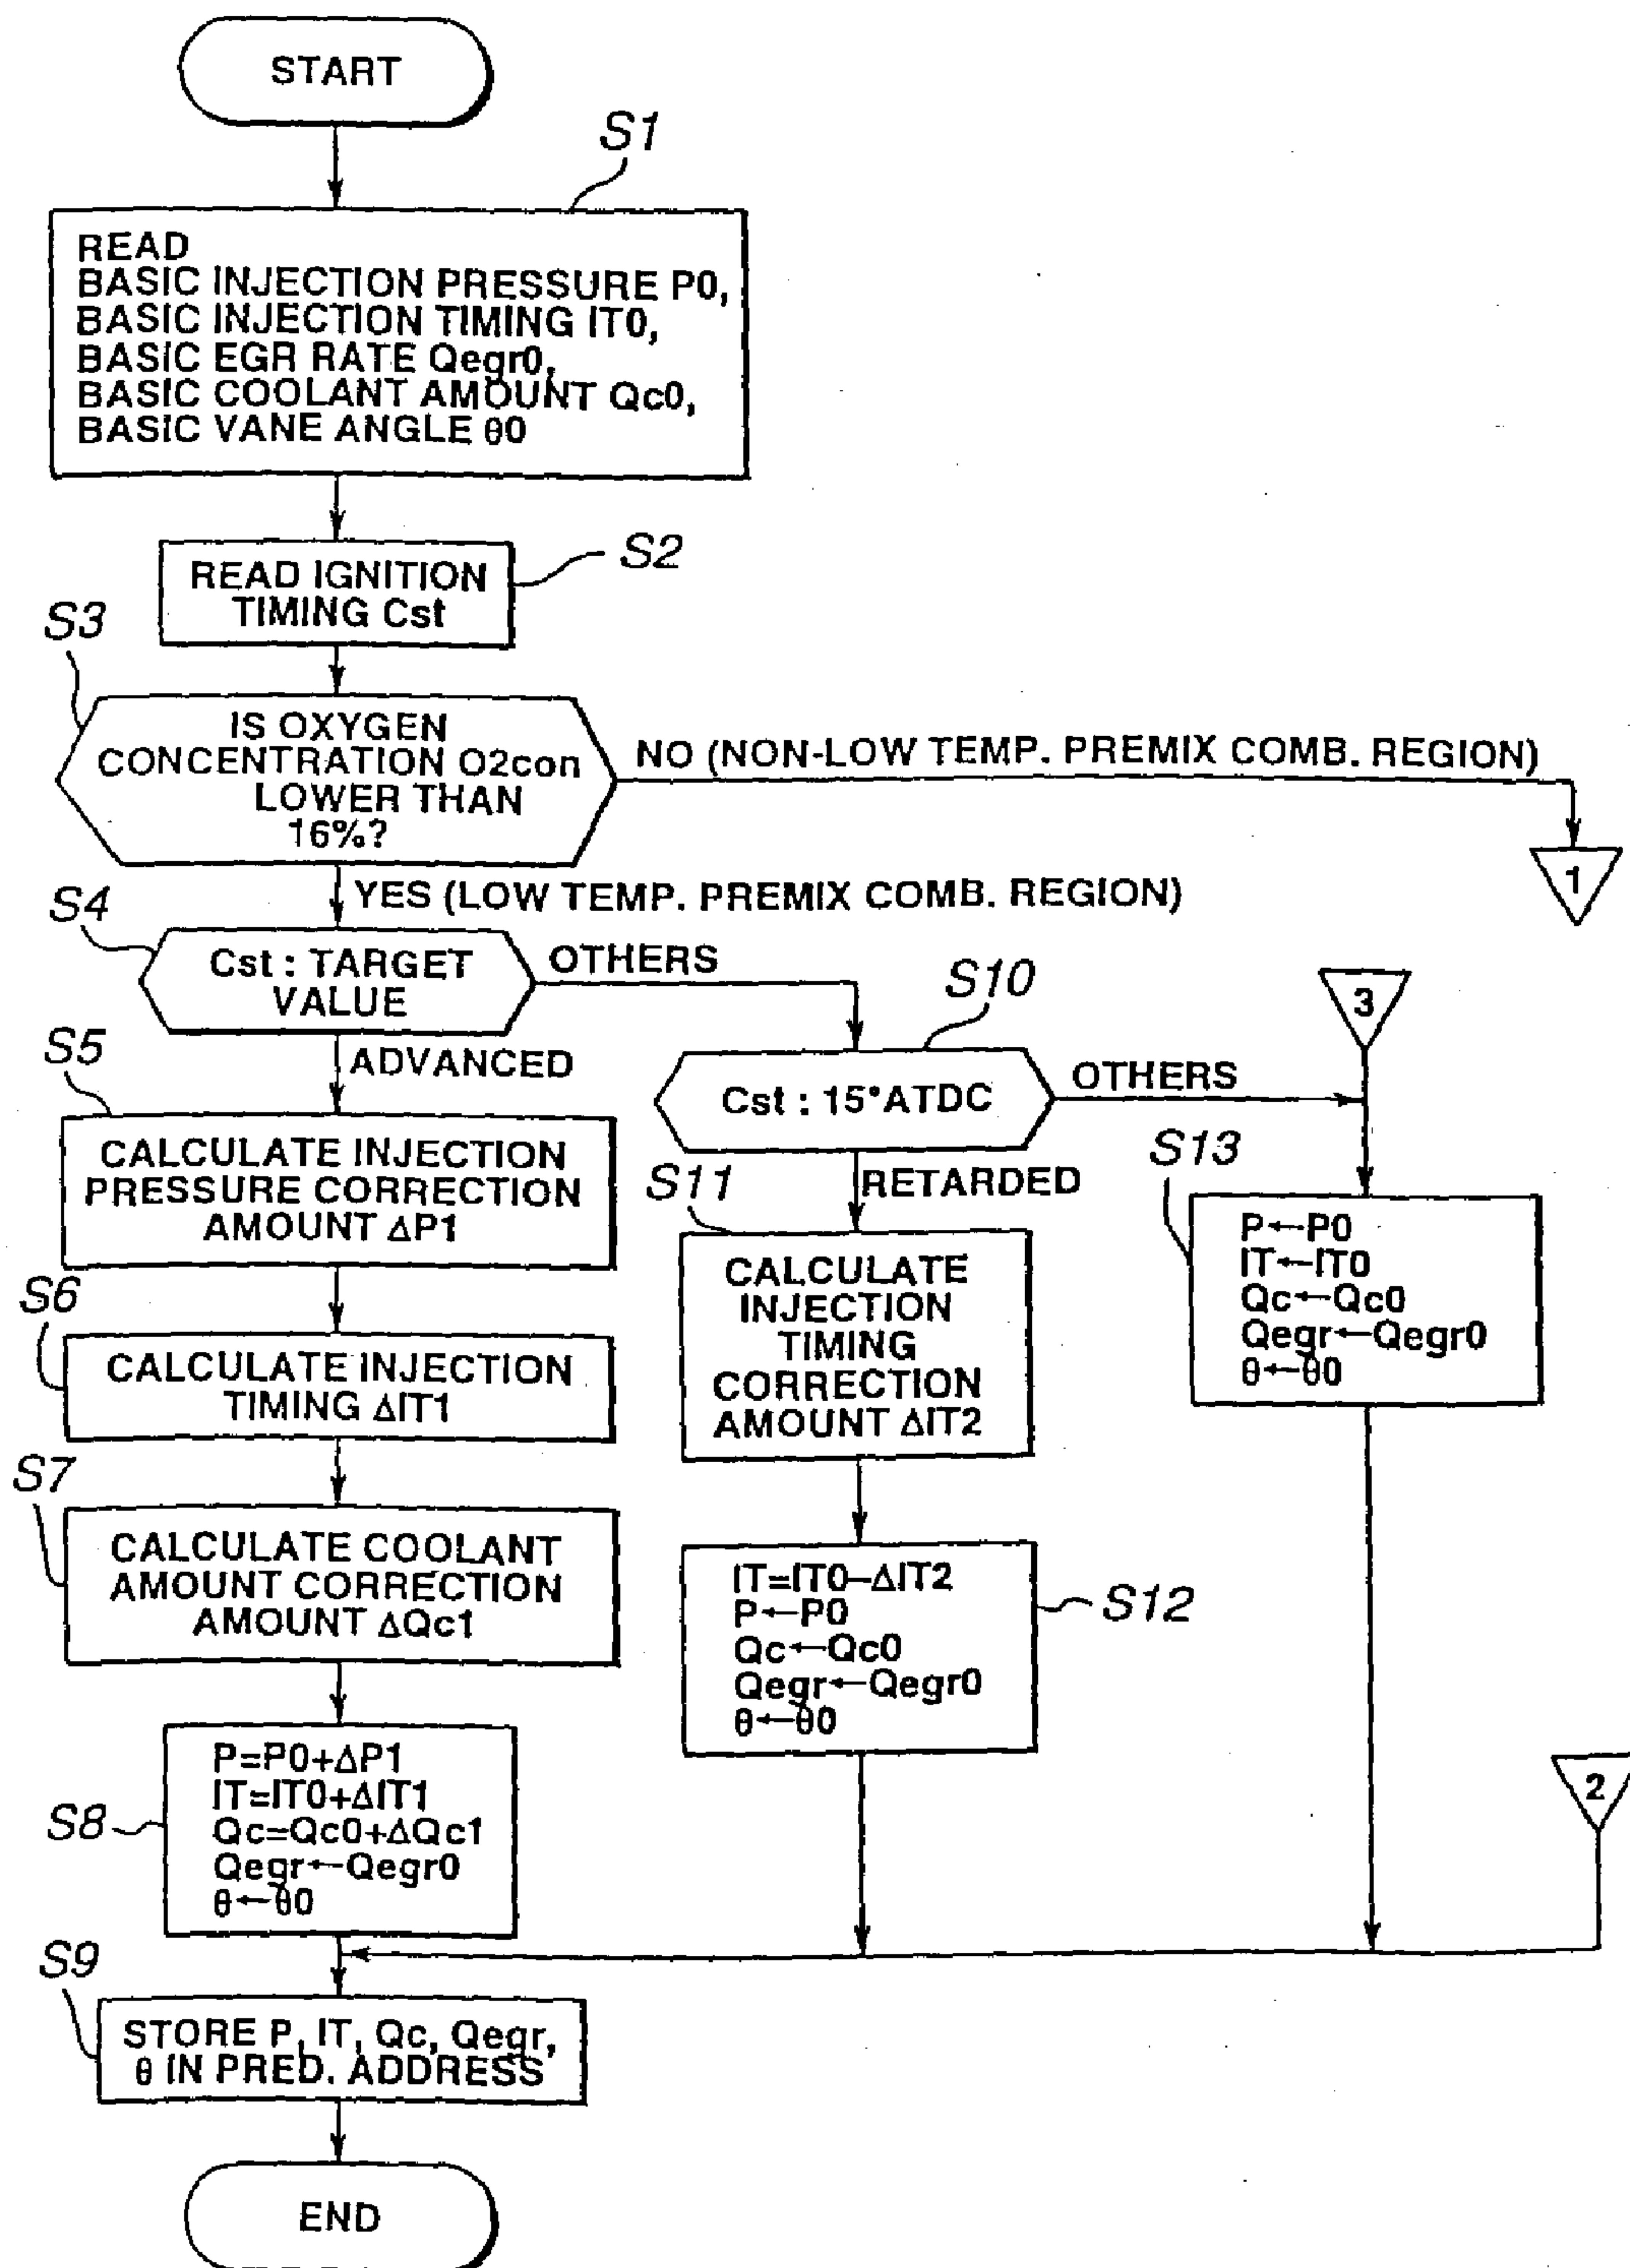 START
S1
READ
BASIC INJECTION PRESSURE P0,
BASIC INJECTION TIMING IT0,
BASIC EGR RATE Qegr0,
BASIC COOLANT AMOUNT Qc0,
BASIC VANE ANGLE θ0
S2
READ IGNITION
TIMING Cst
S3
IS OXYGEN
CONCENTRATION O2con
LOWER THAN
16%?
NO (NON-LOW TEMP. PREMIX COMB. REGION)
1
YES (LOW TEMP. PREMIX COMB. REGION)
S4
Cst : TARGET
VALUE
OTHERS
ADVANCED
S10
Cst : 15°ATDC
OTHERS
RETARDED
3
S5
CALCULATE INJECTION
PRESSURE CORRECTION
AMOUNT ΔP1
S6
CALCULATE INJECTION
TIMING ΔIT1
S7
CALCULATE COOLANT
AMOUNT CORRECTION
AMOUNT ΔQc1
S8
P=P0+ΔP1
IT=IT0+ΔIT1
Qc=Qc0+ΔQc1
Qegr←Qegr0
θ←θ0
S11
CALCULATE
INJECTION
TIMING
CORRECTION
AMOUNT ΔIT2
S12
IT=IT0−ΔIT2
P←P0
Qc←Qc0
Qegr←Qegr0
θ←θ0
S13
P←P0
IT←IT0
Qc←Qc0
Qegr←Qegr0
θ←θ0
2
S9
STORE P, IT, Qc, Qegr,
θ IN PRED. ADDRESS
END